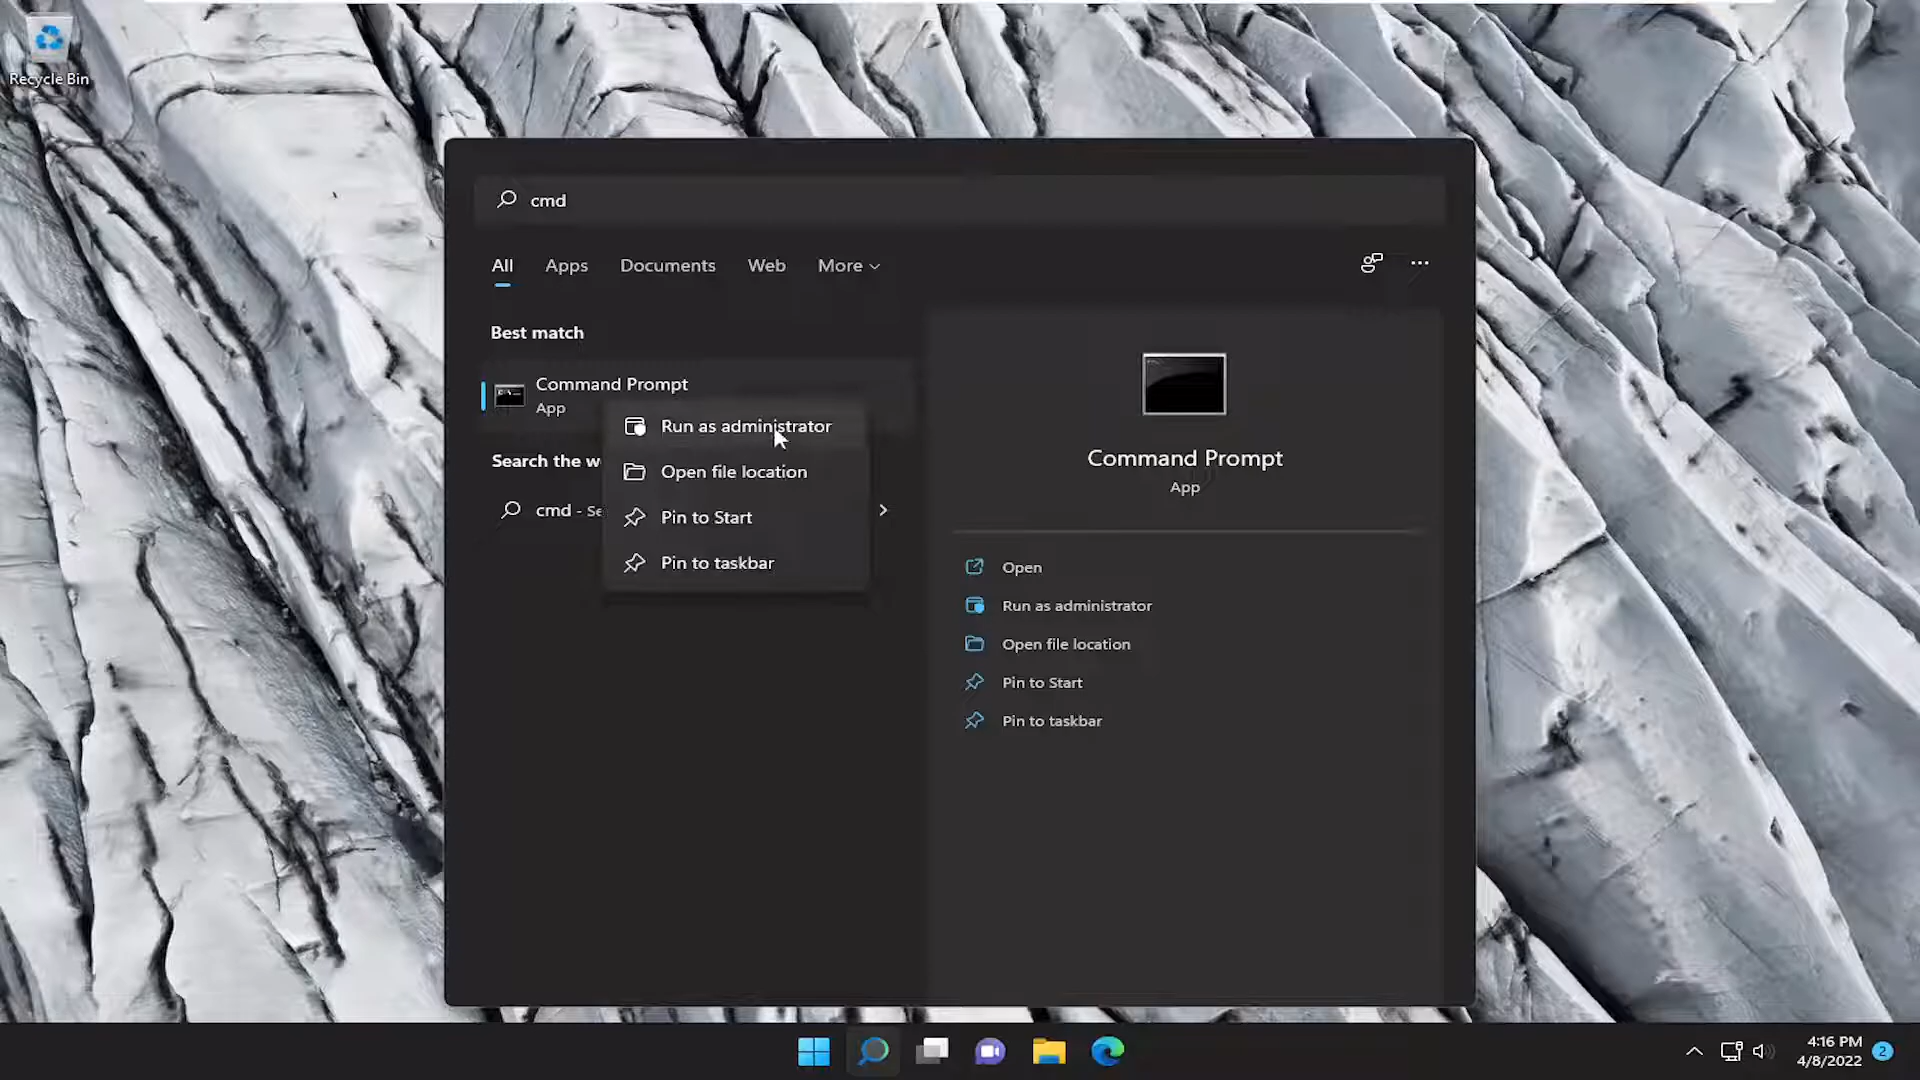 Recycle Bin
cmd
All Apps Documents Web More
Best match
Command Prompt
App
Run as administrator
Open file location
Pin to Start
Pin to taskbar
Search the
cmd -
Command Prompt
App
Open
Run as administrator
Open file location
Pin to Start
Pin to taskbar
4:16 PM
4/8/2022
2